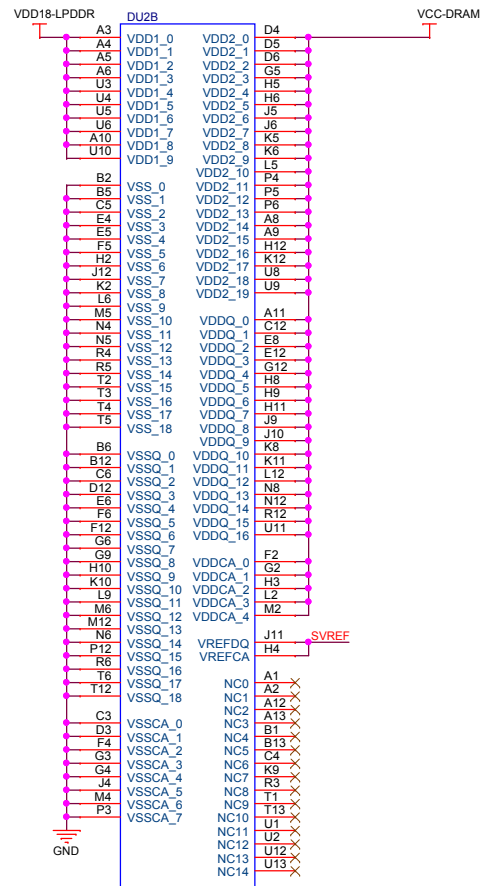 VDD18-LPDDR
DU2B
VCC-DRAM
A3 VDD1_0
A4 VDD1_1
A5 VDD1_2
A6 VDD1_3
U3 VDD1_4
U4 VDD1_5
U5 VDD1_6
U6 VDD1_7
A10 VDD1_8
U10 VDD1_9
B2 VSS_0
B5 VSS_1
C5 VSS_2
E4 VSS_3
E5 VSS_4
F5 VSS_5
H2 VSS_6
J12 VSS_7
K2 VSS_8
L6 VSS_9
M5 VSS_10
N4 VSS_11
N5 VSS_12
R4 VSS_13
R5 VSS_14
T2 VSS_15
T3 VSS_16
T4 VSS_17
T5 VSS_18
B6 VSSQ_0
B12 VSSQ_1
C6 VSSQ_2
D12 VSSQ_3
E6 VSSQ_4
F6 VSSQ_5
F12 VSSQ_6
G6 VSSQ_7
G9 VSSQ_8
H10 VSSQ_9
K10 VSSQ_10
L9 VSSQ_11
M6 VSSQ_12
M12 VSSQ_13
N6 VSSQ_14
P12 VSSQ_15
R6 VSSQ_16
T6 VSSQ_17
T12 VSSQ_18
C3 VSSCA_0
D3 VSSCA_1
F4 VSSCA_2
G3 VSSCA_3
G4 VSSCA_4
J4 VSSCA_5
M4 VSSCA_6
P3 VSSCA_7
GND
VDD2_0 D4
VDD2_1 D5
VDD2_2 D6
VDD2_3 G5
VDD2_4 H5
VDD2_5 H6
VDD2_6 J5
VDD2_7 J6
VDD2_8 K5
VDD2_9 K6
VDD2_10 L5
VDD2_11 P4
VDD2_12 P5
VDD2_13 P6
VDD2_14 A8
VDD2_15 A9
VDD2_16 H12
VDD2_17 K12
VDD2_18 U8
VDD2_19 U9
VDDQ_0 A11
VDDQ_1 C12
VDDQ_2 E8
VDDQ_3 E12
VDDQ_4 G12
VDDQ_5 H8
VDDQ_6 H9
VDDQ_7 H11
VDDQ_8 J9
VDDQ_9 J10
VDDQ_10 K8
VDDQ_11 K11
VDDQ_12 L12
VDDQ_13 N8
VDDQ_14 N12
VDDQ_15 R12
VDDQ_16 U11
VDDCA_0 F2
VDDCA_1 G2
VDDCA_2 H3
VDDCA_3 L2
VDDCA_4 M2
VREFDQ J11 SVREF
VREFCA H4
NC0 A1
NC1 A2
NC2 A12
NC3 A13
NC4 B1
NC5 B13
NC6 C4
NC7 K9
NC8 R3
NC9 T1
NC10 T13
NC11 U1
NC12 U2
NC13 U12
NC14 U13